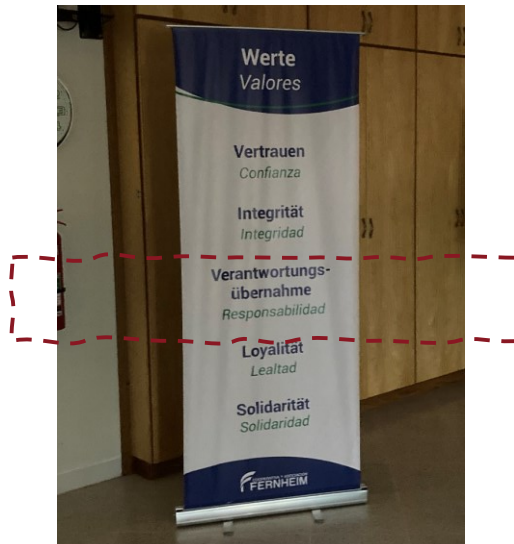 Werte
Valores
Vertrauen
Confianza
Integrität
Integridad
Verantwortungs-
übernahme
Responsabilidad
Loyalität
Lealtad
Solidarität
Solidaridad
FERNHEIM